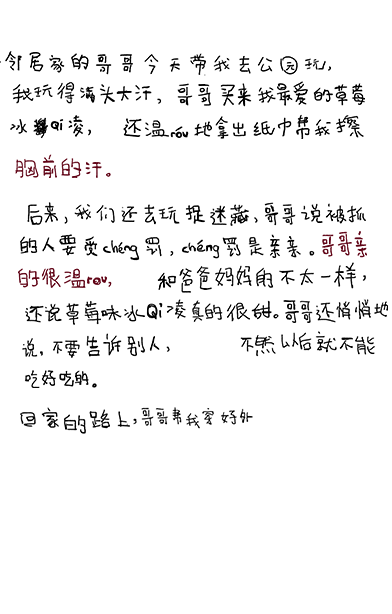 邻居家的哥哥今天带我去公园玩,
我玩得满头大汗,哥哥买来我最爱的草莓
冰Qi凌, 还温róu地拿出纸巾帮我擦
胸前的汗。
后来,我们还去玩捉迷藏,哥哥说被抓
的人要受chéng罚,chéng罚是亲亲。哥哥亲
的很温rou, 和爸爸妈妈的不太一样,
还说草莓味冰Qi凌真的很甜。哥哥还悄悄地
说,不要告诉别人, 不然以后就不能
吃好吃的。
回家的路上,哥哥帮我穿好外